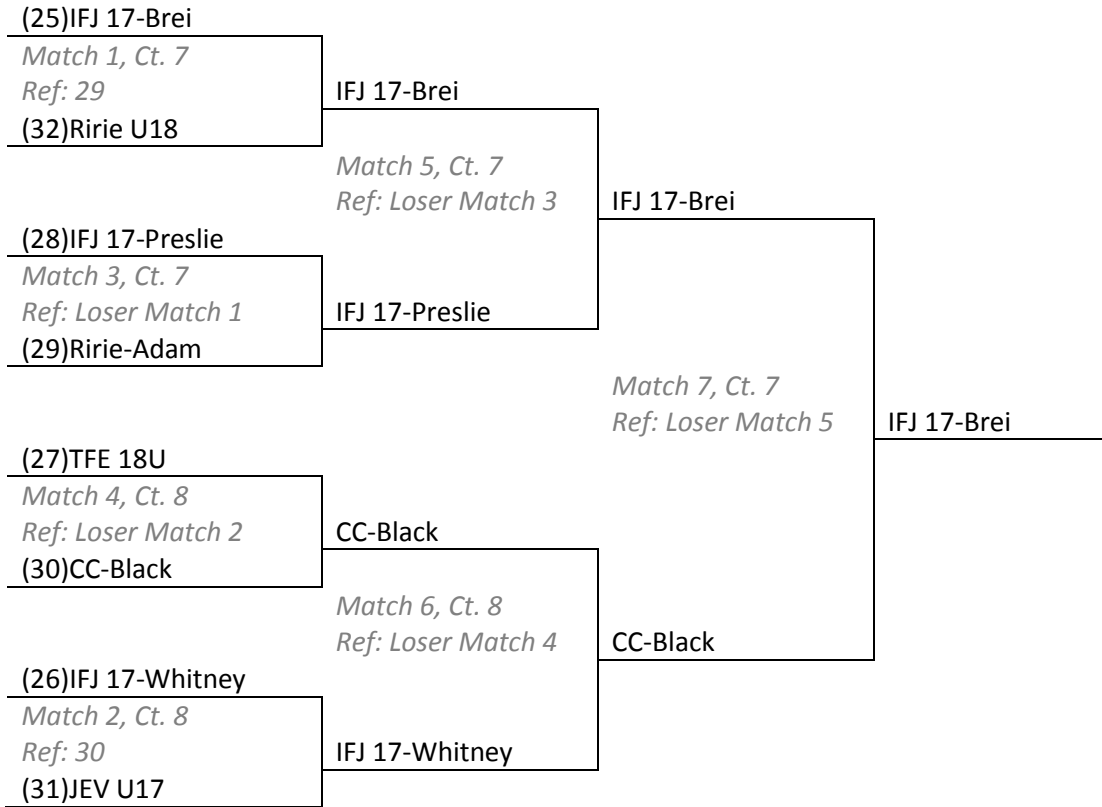 (25)IFJ 17-Brei
Match 1, Ct. 7
Ref: 29
IFJ 17-Brei
(32)Ririe U18
Match 5, Ct. 7
Ref: Loser Match 3
IFJ 17-Brei
(28)IFJ 17-Preslie
Match 3, Ct. 7
Ref: Loser Match 1
IFJ 17-Preslie
(29)Ririe-Adam
Match 7, Ct. 7
Ref: Loser Match 5
IFJ 17-Brei
(27)TFE 18U
Match 4, Ct. 8
Ref: Loser Match 2
CC-Black
(30)CC-Black
Match 6, Ct. 8
Ref: Loser Match 4
CC-Black
(26)IFJ 17-Whitney
Match 2, Ct. 8
Ref: 30
IFJ 17-Whitney
(31)JEV U17